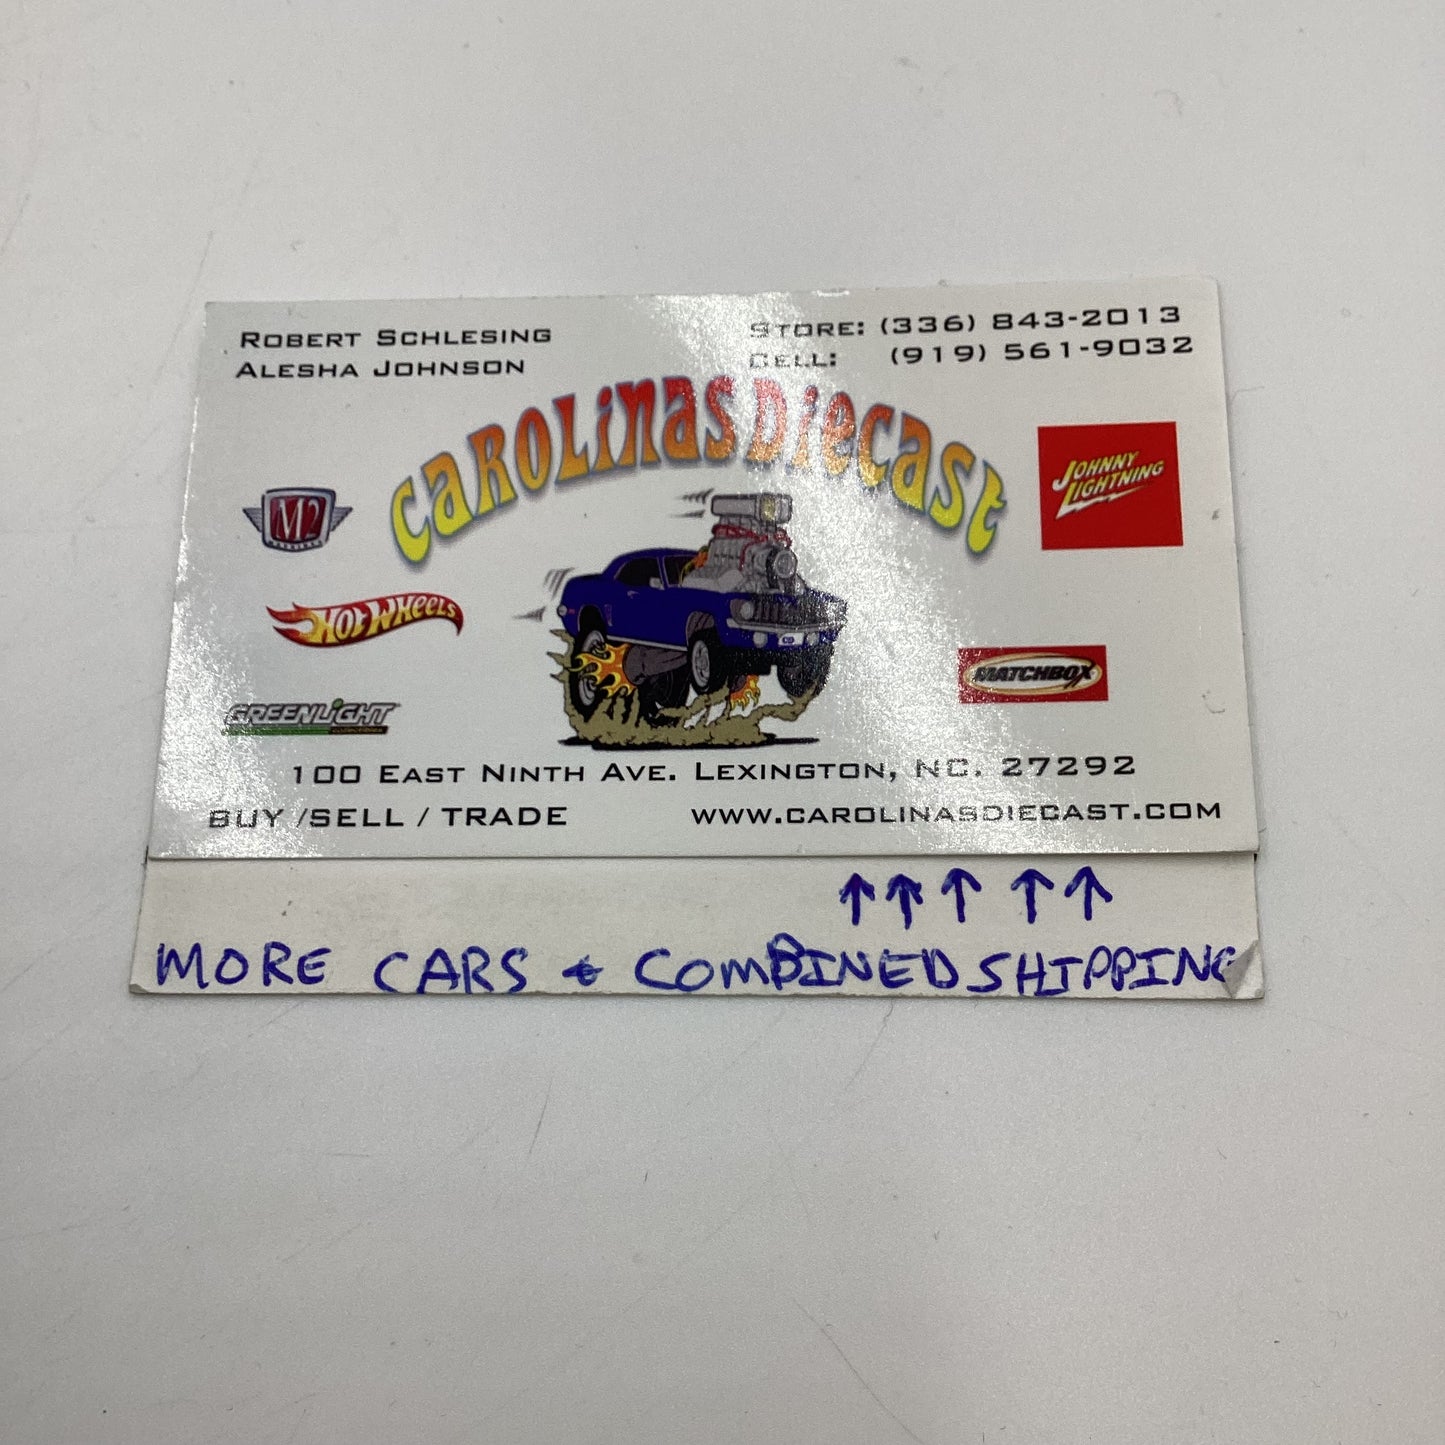 ROBERT SCHLESING
ALESHA JOHNSON
STORE: (336) 843-2013
CELL: (919) 561-9032
CAROLINAS DIECAST
M2
JOHNNY
LIGHTNING
HOT WHEELS
MATCHBOX
GREENLIGHT
CD
100 EAST NINTH AVE. LEXINGTON, NC. 27292
BUY /SELL / TRADE
WWW.CAROLINASDIECAST.COM
↑ ↑ ↑ ↑ ↑
MORE CARS & COMBINED SHIPPING